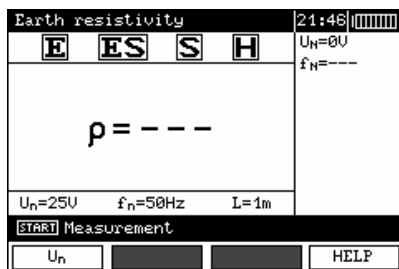 Earth resistivity 21:46
E ES S H
UN=0V
fN=---
ρ=---
Un=25V fn=50Hz L=1m
START Measurement
Un HELP